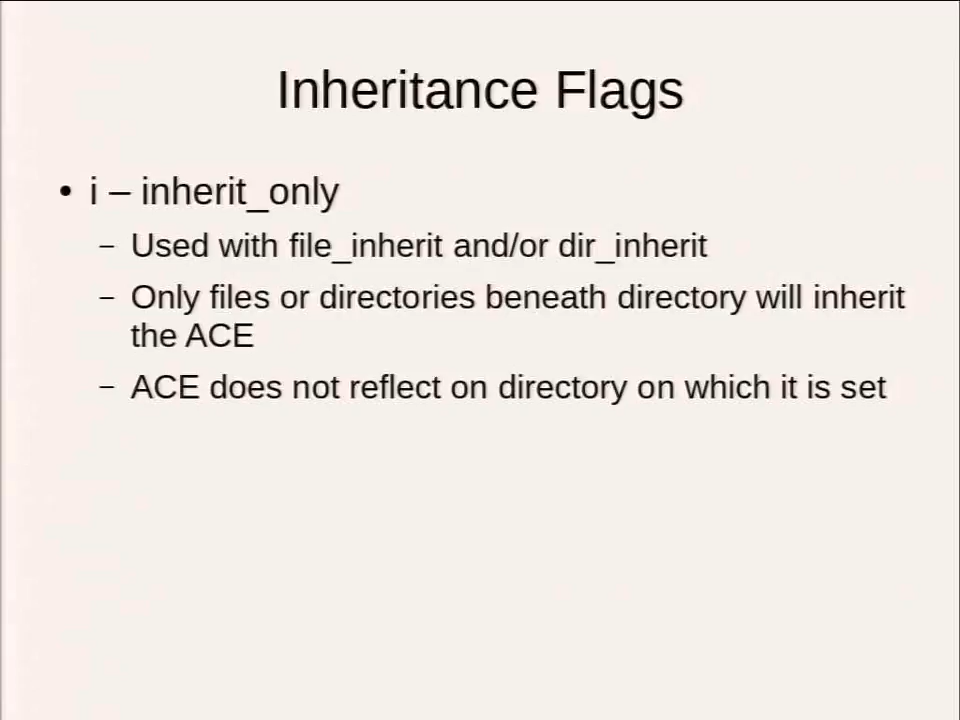 Inheritance Flags
• i – inherit_only
– Used with file_inherit and/or dir_inherit
– Only files or directories beneath directory will inherit
the ACE
– ACE does not reflect on directory on which it is set